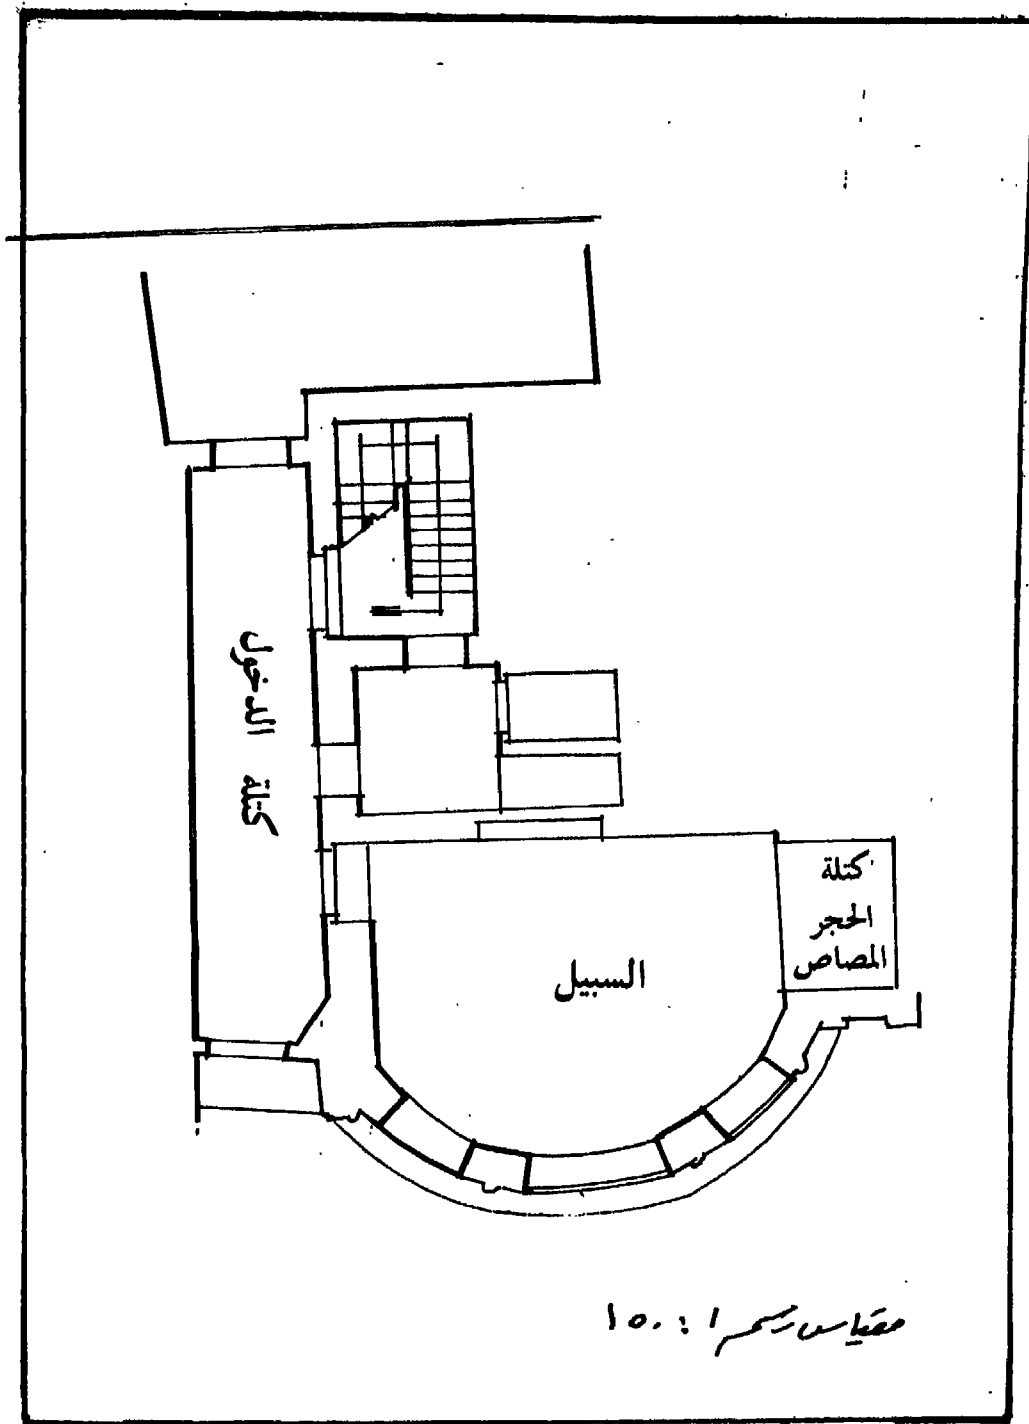 كتلة الدخول
كتلة
الحجر
المصاص
السبيل
مقياس رسم ١ : ١٥٠